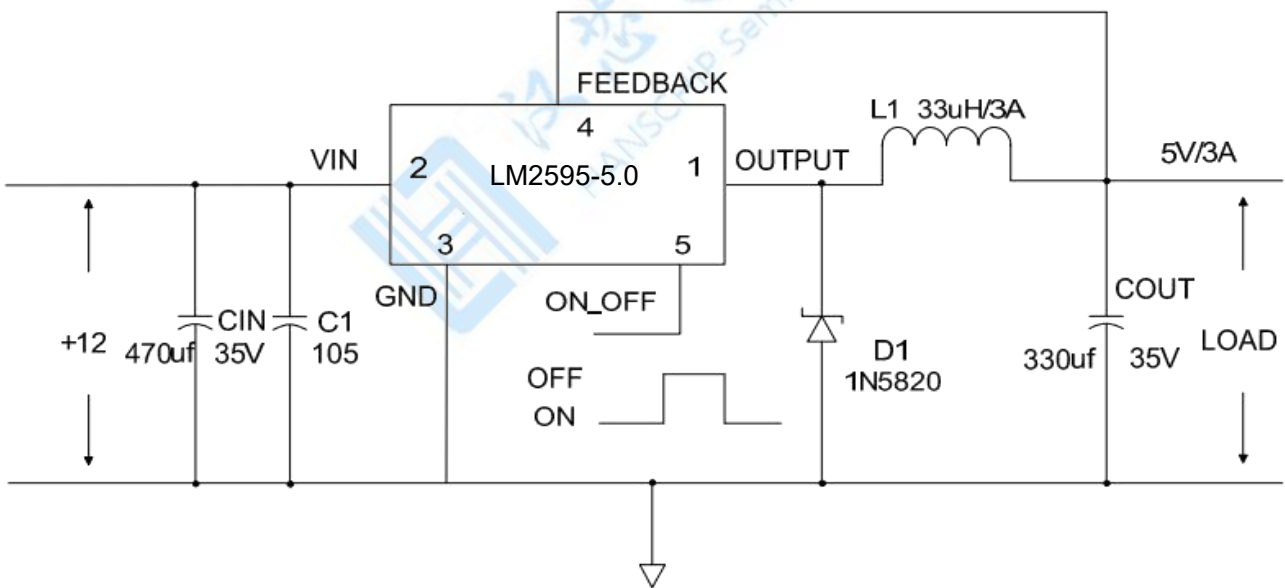 FEEDBACK
4
L1 33uH/3A
VIN
2
LM2595-5.0
1
OUTPUT
5V/3A
3
5
GND
ON_OFF
COUT
+12
CIN
C1
470uf
35V
105
D1
1N5820
330uf
35V
LOAD
OFF
ON